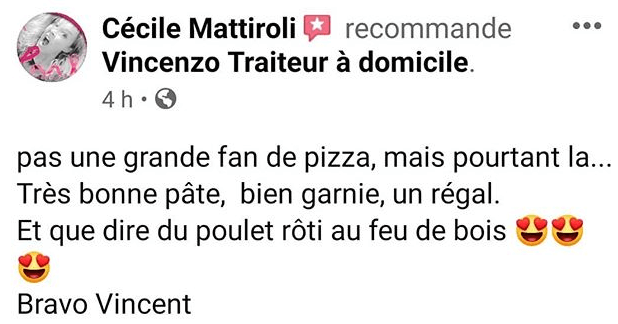 Cécile Mattiroli recommande
Vincenzo Traiteur à domicile.
4 h ·
pas une grande fan de pizza, mais pourtant la...
Très bonne pâte,  bien garnie, un régal.
Et que dire du poulet rôti au feu de bois 😍😍
😍
Bravo Vincent